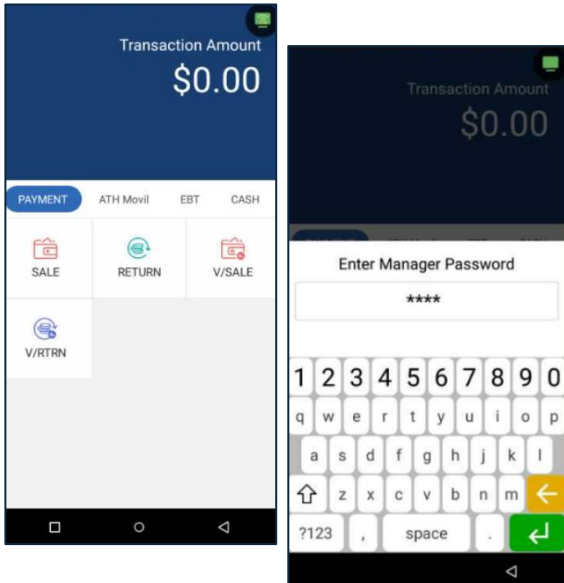 Transaction Amount
$0.00
PAYMENT ATH Movil EBT CASH
SALE RETURN V/SALE
V/RTRN
Transaction Amount
$0.00
Enter Manager Password
****
1 2 3 4 5 6 7 8 9 0
q w e r t y u i o p
a s d f g h j k l
z x c v b n m
?123 , space .